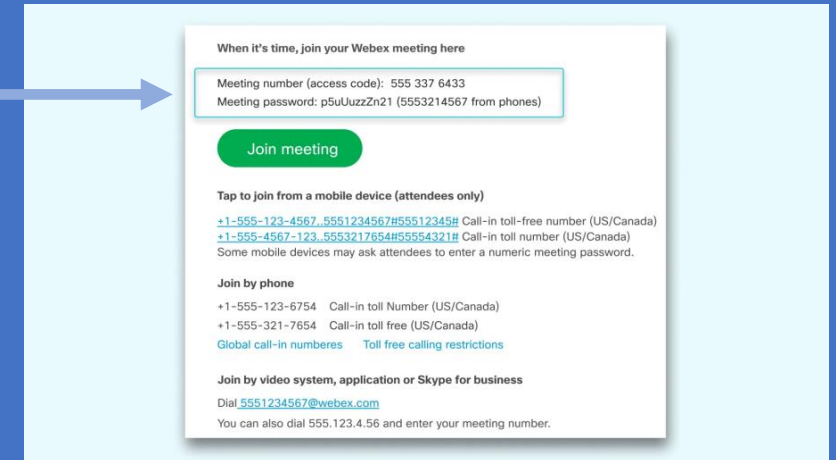 When it's time, join your Webex meeting here
Meeting number (access code): 555 337 6433
Meeting password: p5uUuzzZn21 (5553214567 from phones)
Join meeting
Tap to join from a mobile device (attendees only)
+1-555-123-4567,,5551234567#55512345# Call-in toll-free number (US/Canada)
+1-555-4567-123,,5553217654#55554321# Call-in toll number (US/Canada)
Some mobile devices may ask attendees to enter a numeric meeting password.
Join by phone
+1-555-123-6754 Call-in toll Number (US/Canada)
+1-555-321-7654 Call-in toll free (US/Canada)
Global call-in numberes Toll free calling restrictions
Join by video system, application or Skype for business
Dial 5551234567@webex.com
You can also dial 555.123.4.56 and enter your meeting number.